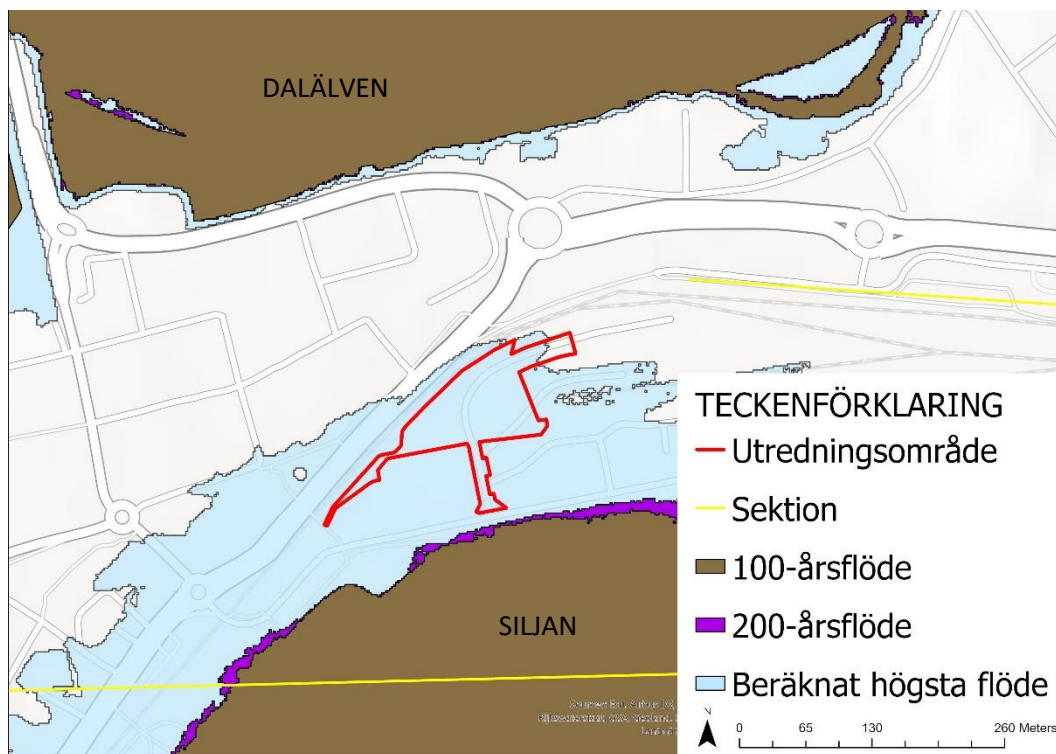 DALÄLVEN
TECKENFÖRKLARING
Utredningsområde
Sektion
100-årsflöde
200-årsflöde
Beräknat högsta flöde
SILJAN
N
0 65 130 260 Meters